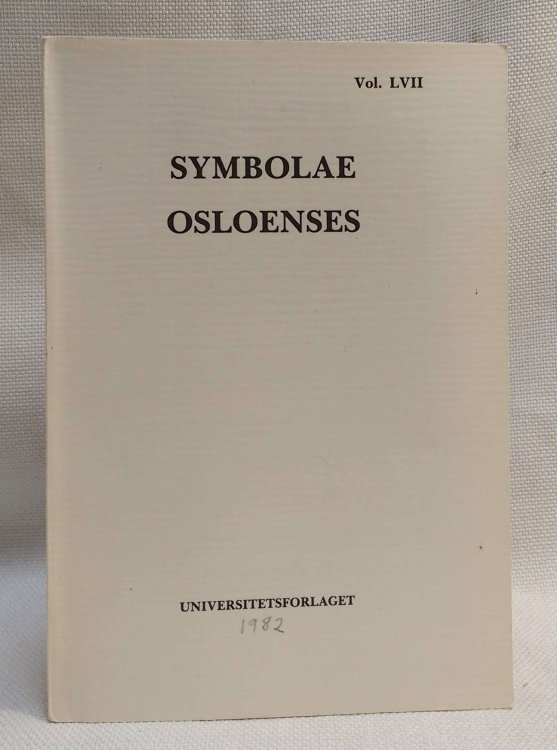 Vol. LVII
SYMBOLAE
OSLOENSES
UNIVERSITETSFORLAGET
1982